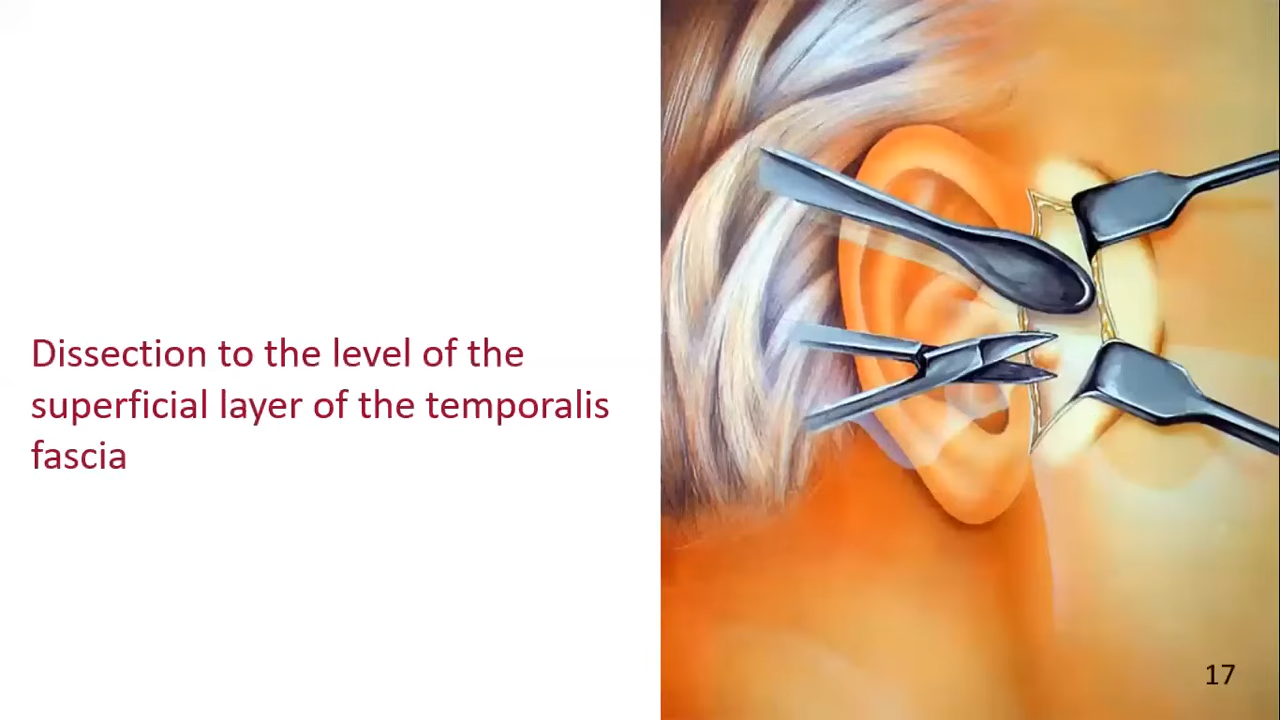 Dissection to the level of the
superficial layer of the temporalis
fascia
17